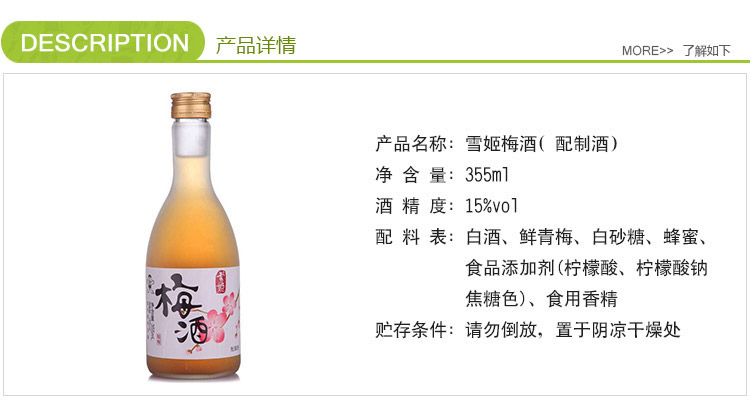 DESCRIPTION 产品详情
MORE>> 了解如下
产品名称：雪姬梅酒( 配制酒)
净 含 量：355ml
酒 精 度：15%vol
配 料 表：白酒、鲜青梅、白砂糖、蜂蜜、
食品添加剂(柠檬酸、柠檬酸钠
焦糖色)、食用香精
贮存条件：请勿倒放，置于阴凉干燥处
梅酒